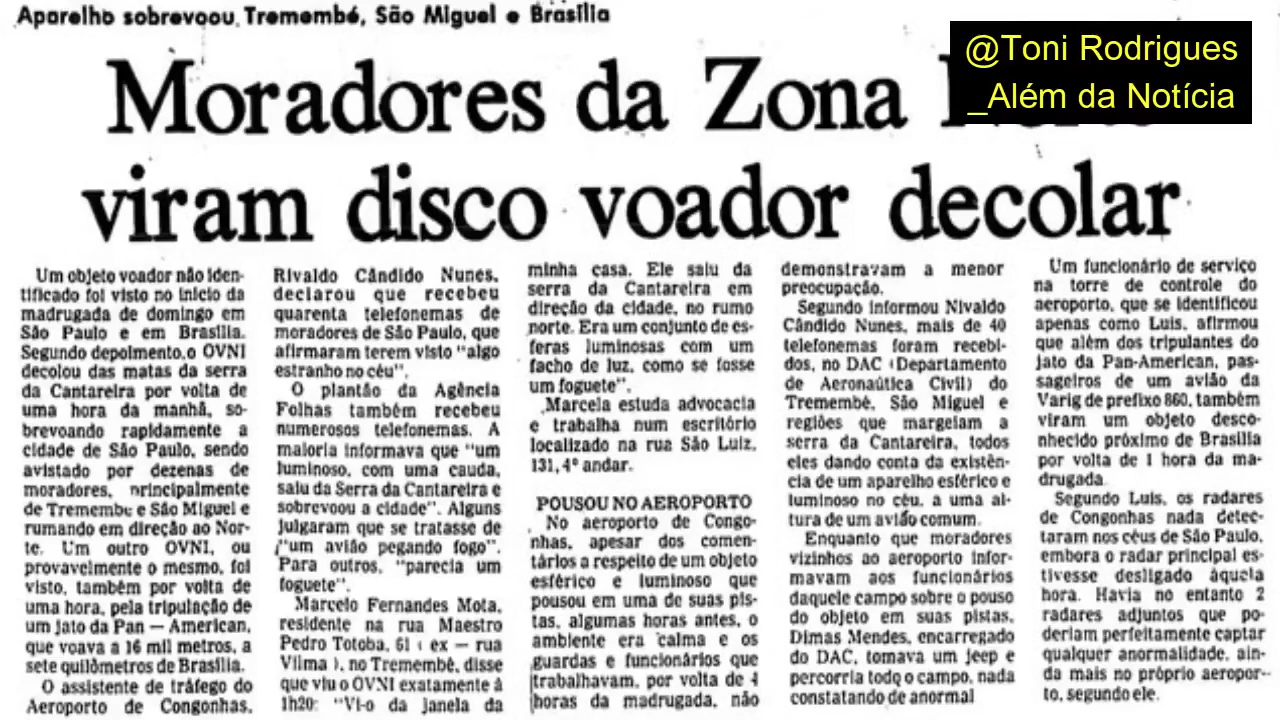 Aparelho sobrevoou Tremembé, São Miguel e Brasília
@Toni Rodrigues
_Além da Notícia
Moradores da Zona
viram disco voador decolar
Um objeto voador não iden-
tificado foi visto no início da
madrugada de domingo em
São Paulo e em Brasília.
Segundo depoimento, o OVNI
decolou das matas da serra
da Cantareira por volta de
uma hora da manhã, so-
brevoando rapidamente a
cidade de São Paulo, sendo
avistado por dezenas de
moradores, principalmente
de Tremembe e São Miguel e
rumando em direção ao Nor-
te. Um outro OVNI, ou
provavelmente o mesmo, foi
visto, também por volta de
uma hora, pela tripulação de
um jato da Pan — American,
que voava a 16 mil metros, a
sete quilômetros de Brasília.
O assistente de tráfego do
Aeroporto de Congonhas,
Rivaldo Cândido Nunes,
declarou que recebeu
quarenta telefonemas de
moradores de São Paulo, que
afirmaram terem visto "algo
estranho no céu".
O plantão da Agência
Folhas também recebeu
numerosos telefonemas. A
maioria informava que "um
luminoso, com uma cauda,
saiu da Serra da Cantareira e
sobrevoou a cidade". Alguns
julgaram que se tratasse de
"um avião pegando fogo".
Para outros, "parecia um
foguete".
Marcelo Fernandes Mota,
residente na rua Maestro
Pedro Totoba, 61 ( ex — rua
Vilma ), no Tremembé, disse
que viu o OVNI exatamente à
1h20: "Vi-o da janela da
minha casa. Ele saiu da
serra da Cantareira em
direção da cidade, no rumo
norte. Era um conjunto de es-
feras luminosas com um
facho de luz, como se fosse
um foguete".
Marcela estuda advocacia
e trabalha num escritório
localizado na rua São Luiz,
131, 4º andar.
POUSOU NO AEROPORTO
No aeroporto de Congo-
nhas, apesar dos comen-
tários a respeito de um objeto
esférico e luminoso que
pousou em uma de suas pis-
tas, algumas horas antes, o
ambiente era calma e os
guardas e funcionários que
trabalhavam, por volta de 4
horas da madrugada, não
demonstravam a menor
preocupação.
Segundo informou Nivaldo
Cândido Nunes, mais de 40
telefonemas foram recebi-
dos, no DAC (Departamento
de Aeronaútica Civil) do
Tremembé, São Miguel e
regiões que margeiam a
serra da Cantareira, todos
eles dando conta da existên-
cia de um aparelho esférico e
luminoso no céu, a uma al-
tura de um avião comum.
Enquanto que moradores
vizinhos ao aeroporto infor-
mavam aos funcionários
daquele campo sobre o pouso
do objeto em suas pistas,
Dimas Mendes, encarregado
do DAC, tomava um jeep e
percorria todo o campo, nada
constatando de anormal
Um funcionário de serviço
na torre de controle do
aeroporto, que se identificou
apenas como Luis, afirmou
que além dos tripulantes do
jato da Pan-American, pas-
sageiros de um avião da
Varig de prefixo 860, também
viram um objeto desco-
nhecido próximo de Brasília
por volta de 1 hora da ma-
drugada.
Segundo Luis, os radares
de Congonhas nada detec-
taram nos céus de São Paulo,
embora o radar principal es-
tivesse desligado àquela
hora. Havia no entanto 2
radares adjuntos que po-
deriam perfeitamente captar
qualquer anormalidade, ain-
da mais no próprio aeropor-
to, segundo ele.